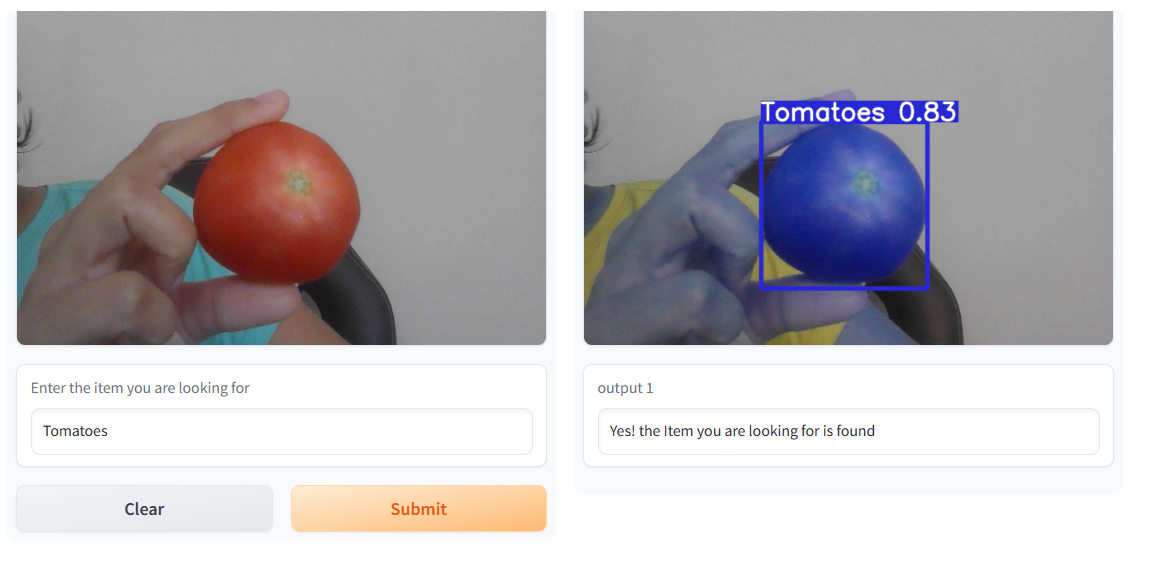 Tomatoes 0.83
Enter the item you are looking for
Tomatoes
output 1
Yes! the Item you are looking for is found
Clear
Submit